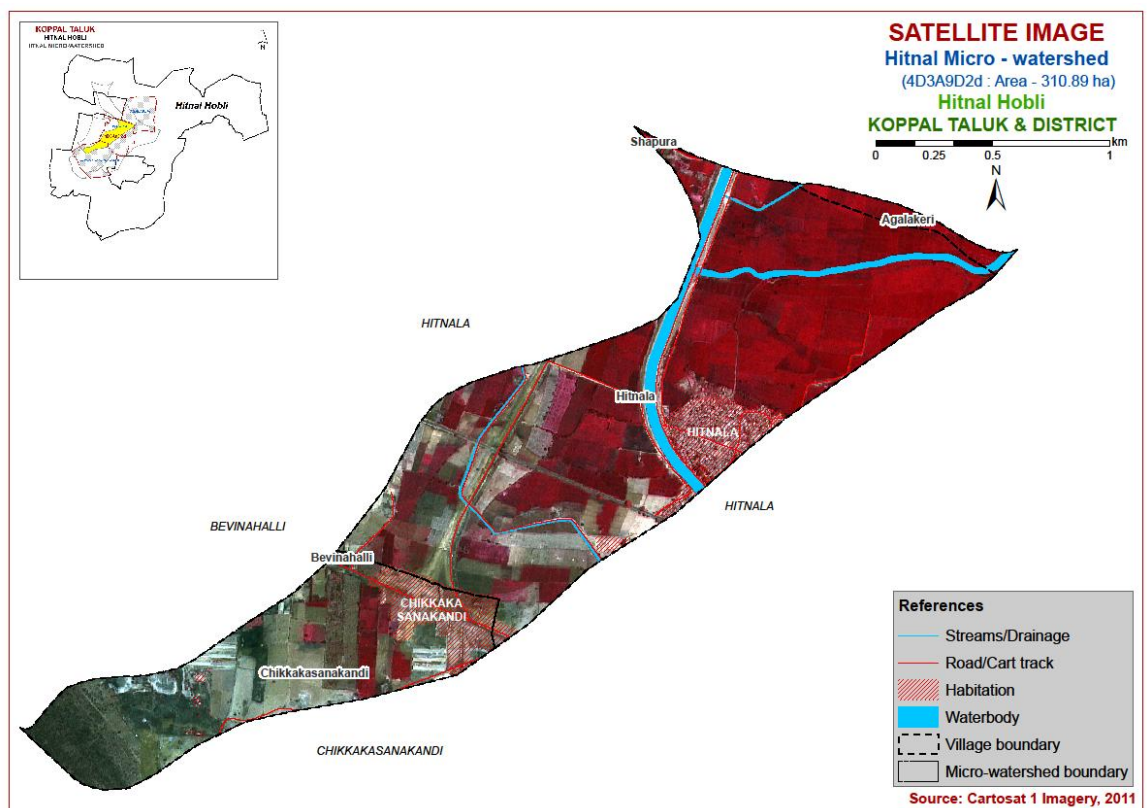 KOPPAL TALUK
HITNAL HOBLI
HITNAL MICRO-WATERSHED
N
Hitnal Hobli
SATELLITE IMAGE
Hitnal Micro - watershed
(4D3A9D2d : Area - 310.89 ha)
Hitnal Hobli
KOPPAL TALUK & DISTRICT
km
0 0.25 0.5 1
N
Shapura
Agalakeri
HITNALA
Hitnala
HITNALA
HITNALA
BEVINAHALLI
Bevinahalli
CHIKKAKA
SANAKANDI
Chikkakasanakandi
CHIKKAKASANAKANDI
References
Streams/Drainage
Road/Cart track
Habitation
Waterbody
Village boundary
Micro-watershed boundary
Source: Cartosat 1 Imagery, 2011